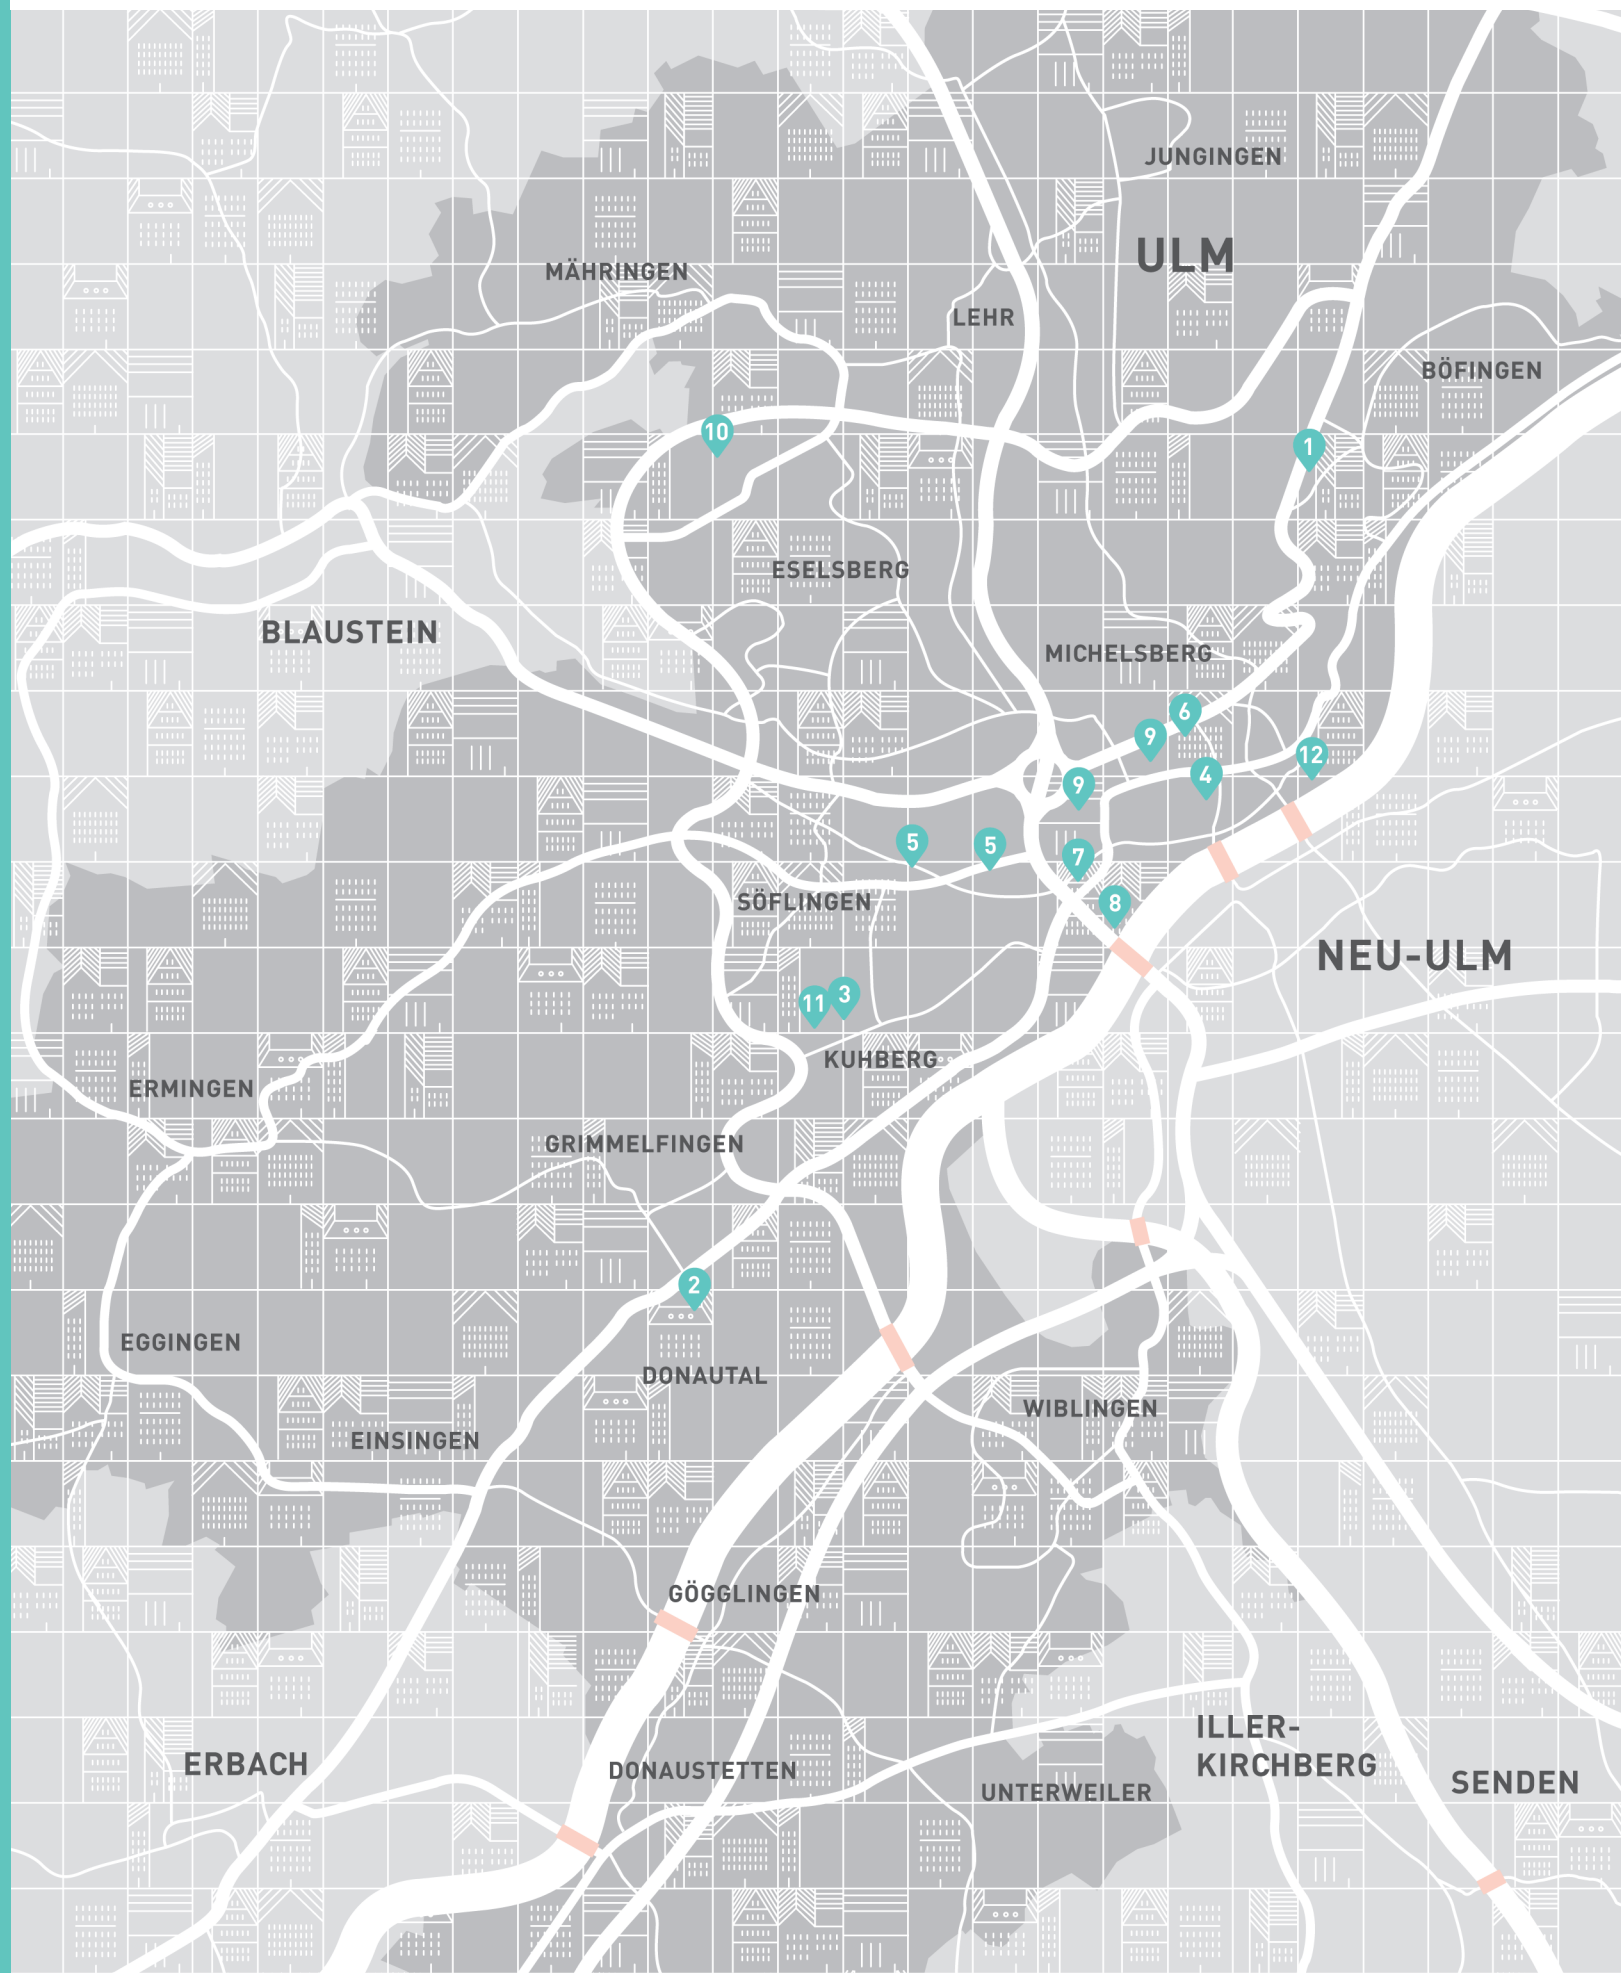 JUNGINGEN
ULM
MÄHRINGEN
LEHR
BÖFINGEN
10
1
ESELSBERG
BLAUSTEIN
MICHELSBERG
6
9
12
4
9
5
5
7
SÖFLINGEN
8
NEU-ULM
11
3
KUHBERG
ERMINGEN
GRIMMELFINGEN
2
EGGINGEN
DONAUTAL
WIBLINGEN
EINSINGEN
GÖGGLINGEN
ILLER-
KIRCHBERG
ERBACH
DONAUSTETTEN
SENDEN
UNTERWEILER